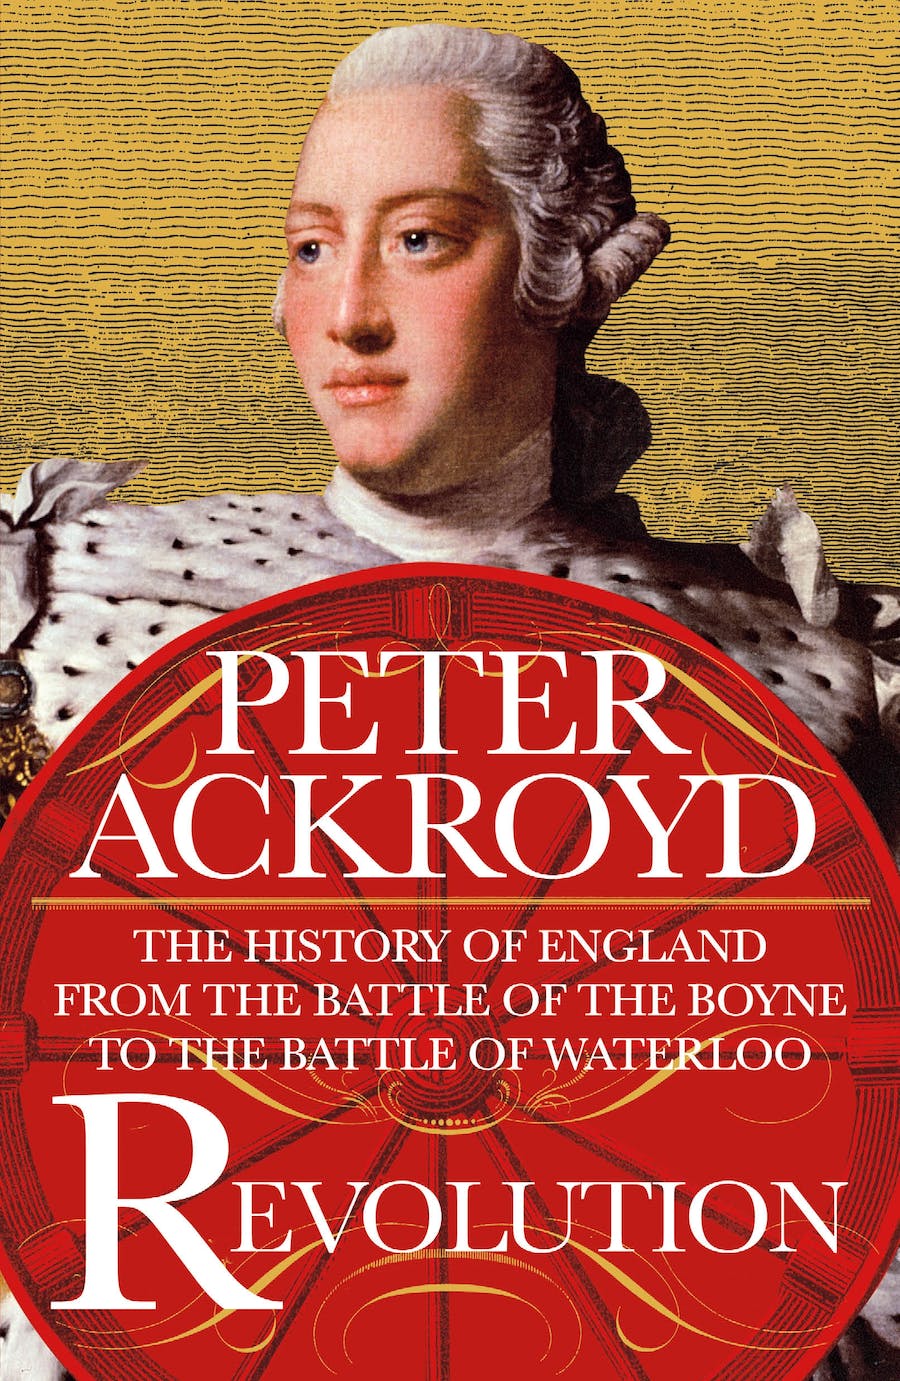 PETER
ACKROYD
THE HISTORY OF ENGLAND
FROM THE BATTLE OF THE BOYNE
TO THE BATTLE OF WATERLOO
REVOLUTION